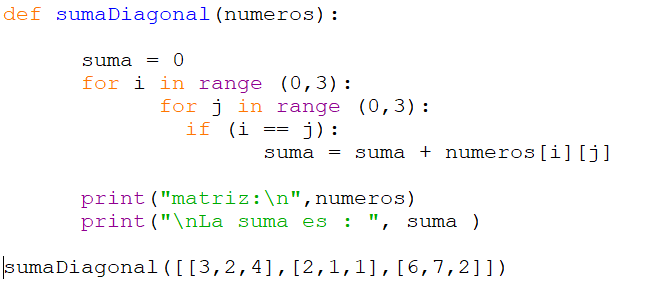 def sumaDiagonal(numeros):
suma = 0
for i in range (0,3):
for j in range (0,3):
if (i == j):
suma = suma + numeros[i][j]
print("matriz:\n",numeros)
print("\nLa suma es : ", suma )
sumaDiagonal([[3,2,4],[2,1,1],[6,7,2]])